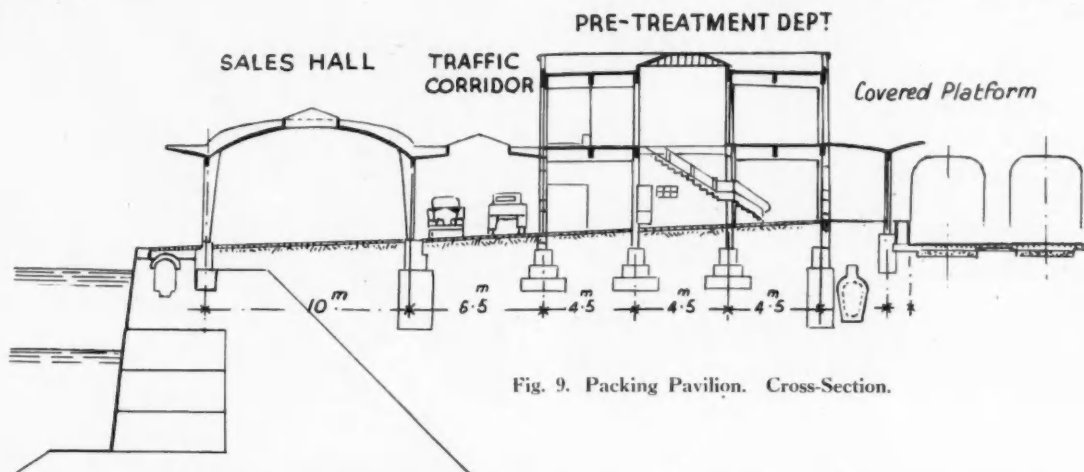 PRE-TREATMENT DEPT.
SALES HALL
TRAFFIC
CORRIDOR
Covered Platform
10 m
6.5 m
4.5 m
4.5 m
4.5 m
Fig. 9. Packing Pavilion. Cross-Section.